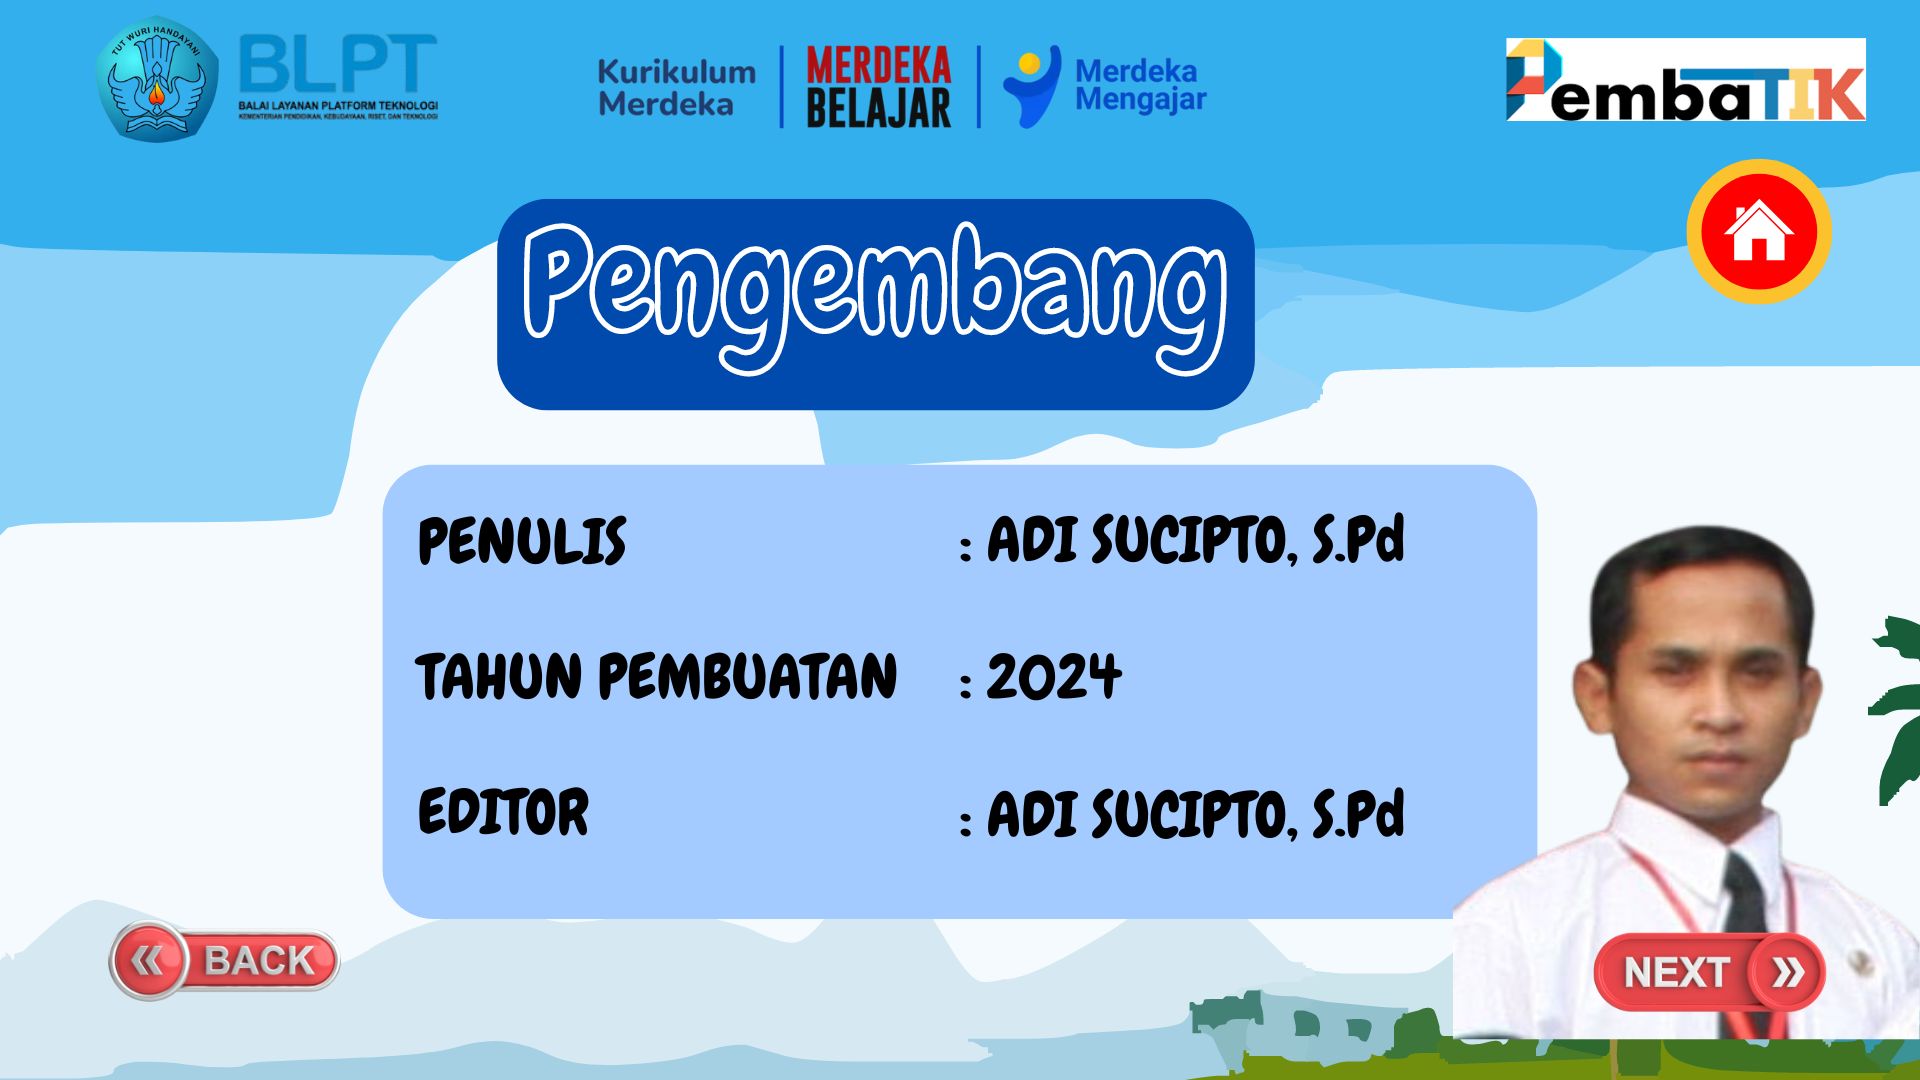 TUT WURI HANDAYANI
BLPT
BALAI LAYANAN PLATFORM TEKNOLOGI
KEMENTERIAN PENDIDIKAN, KEBUDAYAAN, RISET, DAN TEKNOLOGI
Kurikulum
Merdeka
MERDEKA
BELAJAR
Merdeka
Mengajar
PembaTIK
Pengembang
PENULIS : ADI SUCIPTO, S.Pd
TAHUN PEMBUATAN : 2024
EDITOR : ADI SUCIPTO, S.Pd
BACK
NEXT